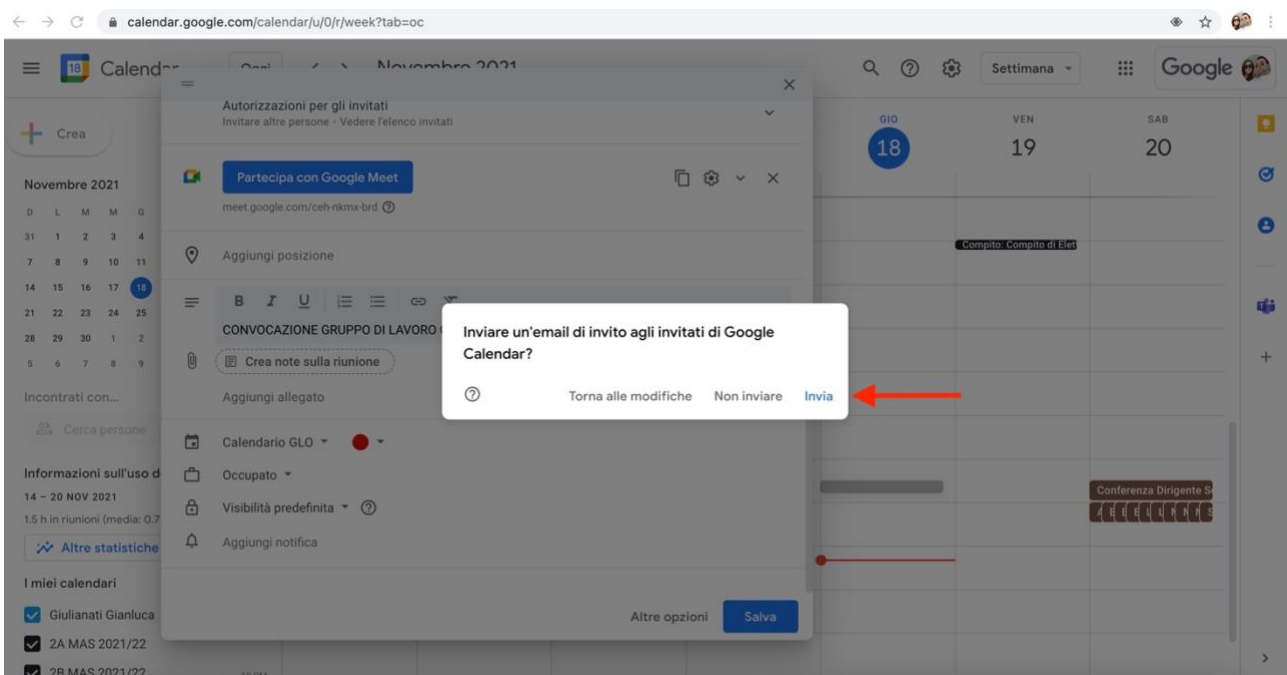 calendar.google.com/calendar/u/0/r/week?tab=oc
18 Calendar
Oggi
Novembre 2021
Settimana
Google
Crea
Novembre 2021
D L M M G
31 1 2 3 4
7 8 9 10 11
14 15 16 17 18
21 22 23 24 25
28 29 30 1 2
5 6 7 8 9
Incontrati con...
Cerca persone
Informazioni sull'uso d
14 – 20 NOV 2021
1.5 h in riunioni (media: 0.7
Altre statistiche
I miei calendari
Giulianati Gianluca
2A MAS 2021/22
2B MAS 2021/22
Autorizzazioni per gli invitati
Invitare altre persone - Vedere l'elenco invitati
Partecipa con Google Meet
meet.google.com/ceh-nkmx-brd
Aggiungi posizione
B I U
CONVOCAZIONE GRUPPO DI LAVORO
Crea note sulla riunione
Aggiungi allegato
Calendario GLO
Occupato
Visibilità predefinita
Aggiungi notifica
Altre opzioni Salva
Inviare un'email di invito agli invitati di Google
Calendar?
Torna alle modifiche Non inviare Invia
GIO VEN SAB
18 19 20
Compito: Compito di Elet
Conferenza Dirigente S